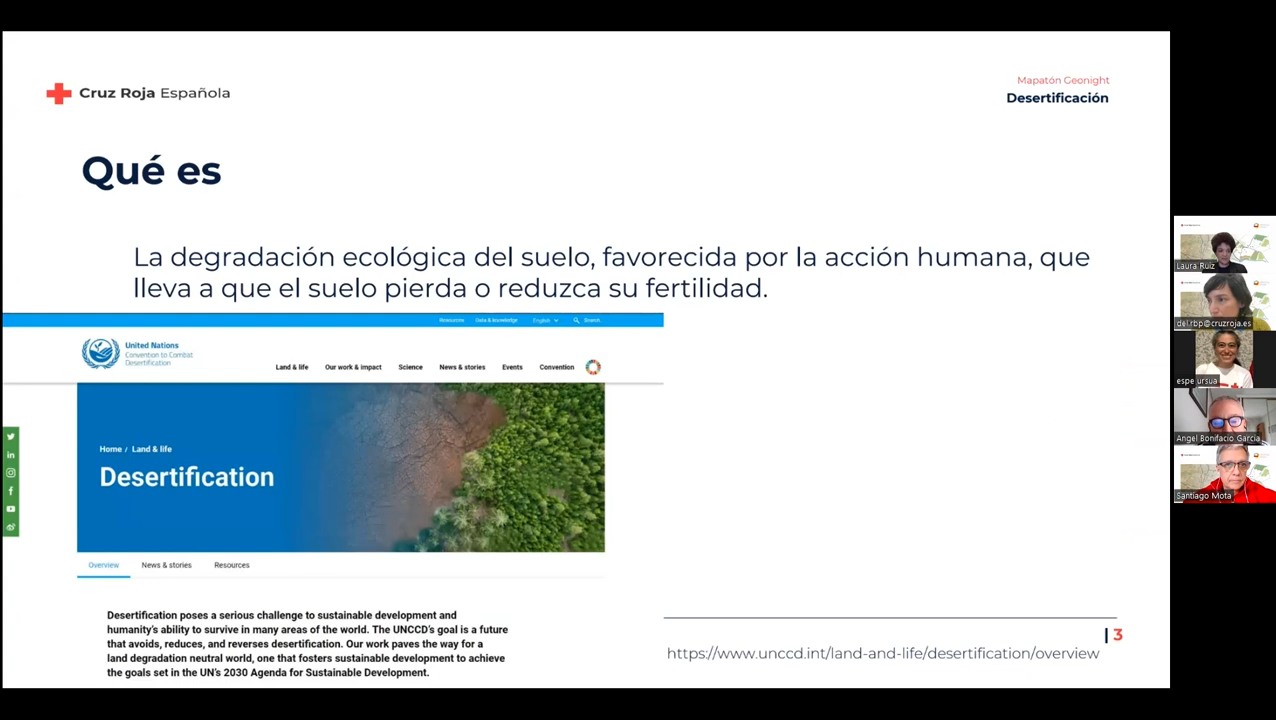 Cruz Roja Española
Mapatón Geonight
Desertificación
Qué es
La degradación ecológica del suelo, favorecida por la acción humana, que
lleva a que el suelo pierda o reduzca su fertilidad.
Resources Data & knowledge English Search
United Nations
Convention to Combat
Desertification
Land & life Our work & impact Science News & stories Events Convention
Home / Land & life
Desertification
Overview News & stories Resources
Desertification poses a serious challenge to sustainable development and
humanity's ability to survive in many areas of the world. The UNCCD's goal is a future
that avoids, reduces, and reverses desertification. Our work paves the way for a
land degradation neutral world, one that fosters sustainable development to achieve
the goals set in the UN's 2030 Agenda for Sustainable Development.
| 3
https://www.unccd.int/land-and-life/desertification/overview
Laura Ruiz
del.rbp@cruzroja.es
espe ursua
Angel Bonifacio Garcia
Santiago Mota